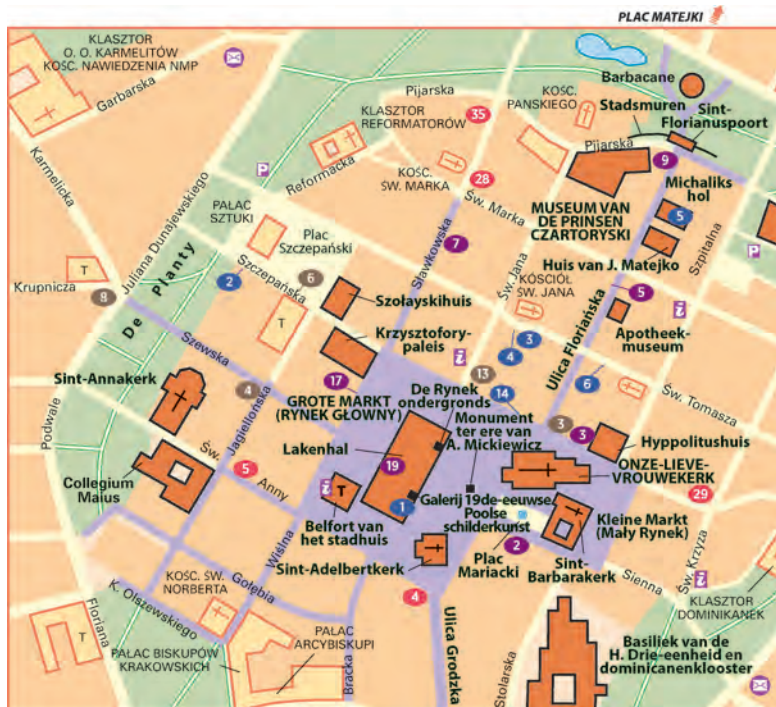 PLAC MATEJKI
KLASZTOR
O. O. KARMELITÓW
KOŚC. NAWIEDZENIA NMP
Garbarska
Karmelicka
Pijarska
KLASZTOR
REFORMATORÓW
35
KOŚC.
PANSKIEGO
Barbacane
Stadsmuren
Sint-
Florianuspoort
Pijarska
9
Reformacka
KOŚC.
ŚW. MARKA
28
Św. Marka
P
Michaliks
hol
5
MUSEUM VAN
DE PRINSEN
CZARTORYSKI
Huis van J. Matejko
Szpitalna
P
PAŁAC
SZTUKI
Juliana Dunajewskiego
Plac
Szczepański
Szczepańska
Sławkowska
7
Św. Jana
KÓSCIÓŁ
ŚW. JANA
5
i
Apotheek-
museum
Ulica Floriańska
T
Krupnicza
8
De Planty
2
6
Szołayskihuis
T
Krzysztofory-
paleis
i
3
4
6
Szewska
Sint-Annakerk
4
17
13
14
De Rynek
ondergronds
GROTE MARKT
(RYNEK GŁOWNY)
Monument
ter ere van
A. Mickiewicz
3
3
Św. Tomasza
Hyppolitushuis
Podwale
Jagiellońska
Lakenhal
19
ONZE-LIEVE-
VROUWEKERK
Św. Anny
5
Collegium
Maius
i
T
1
Galerij 19de-eeuwse
Poolse
schilderkunst
29
Belfort van
het stadhuis
Kleine Markt
(Mały Rynek)
2
Plac
Mariacki
Sint-
Barbarakerk
Wiślna
Sint-Adelbertkerk
Sienna
Św. Krzyża
i
Gołębia
KOŚC. ŚW.
NORBERTA
4
KLASZTOR
DOMINIKANEK
K. Olszewskiego
Floriana
T
PAŁAC
ARCYBISKUPI
PAŁAC BISKUPÓW
KRAKOWSKICH
Bracka
Ulica Grodzka
Stolarska
Basiliek van de
H. Drie-eenheid en
dominicanenklooster